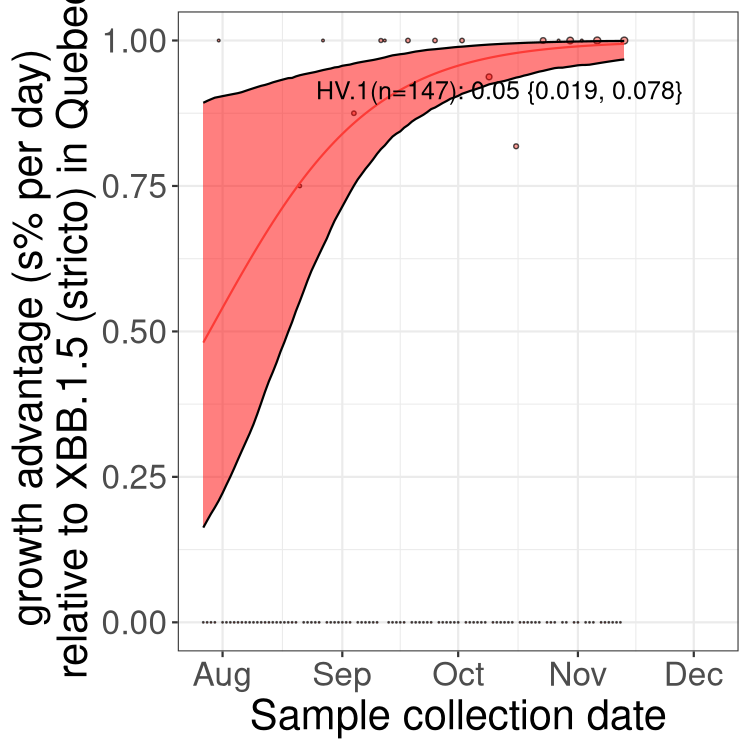 growth advantage (s% per day)
relative to XBB.1.5 (stricto) in Quebec
1.00
0.75
0.50
0.25
0.00
HV.1(n=147): 0.05 {0.019, 0.078}
Aug Sep Oct Nov Dec
Sample collection date